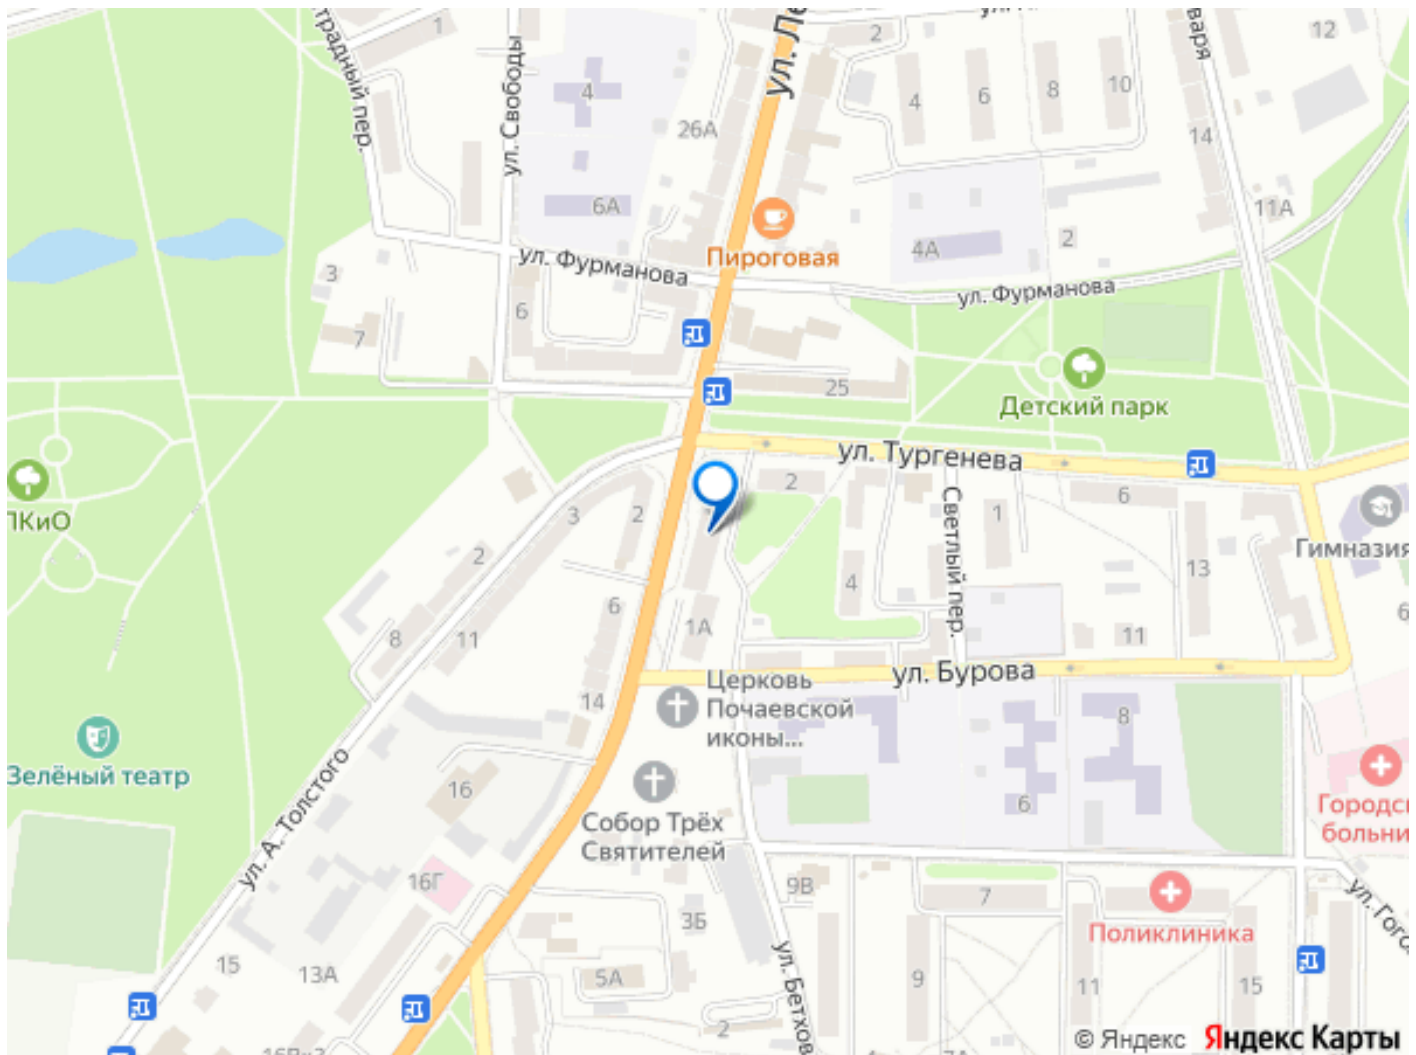 ул. Ле
2
1
12
традный пер.
ул. Свободы
варя
4
26А
4
6
8
10
14
6А
11А
Пироговая
4А
2
3
ул. Фурманова
ул. Фурманова
6
7
25
Детский парк
ул. Тургенева
ПКиО
2
6
3
2
Светлый пер.
1
Гимназия
2
13
4
6
6
1А
8
11
11
ул. Бурова
Церковь
Почаевской
иконы...
14
8
Зелёный театр
ул. А. Толстого
16
6
Собор Трёх
Святителей
Городс
больни
16Г
9В
7
ул. Гого
3Б
Поликлиника
15
13А
5А
ул. Бетхов
9
11
15
2
© Яндекс Яндекс Карты